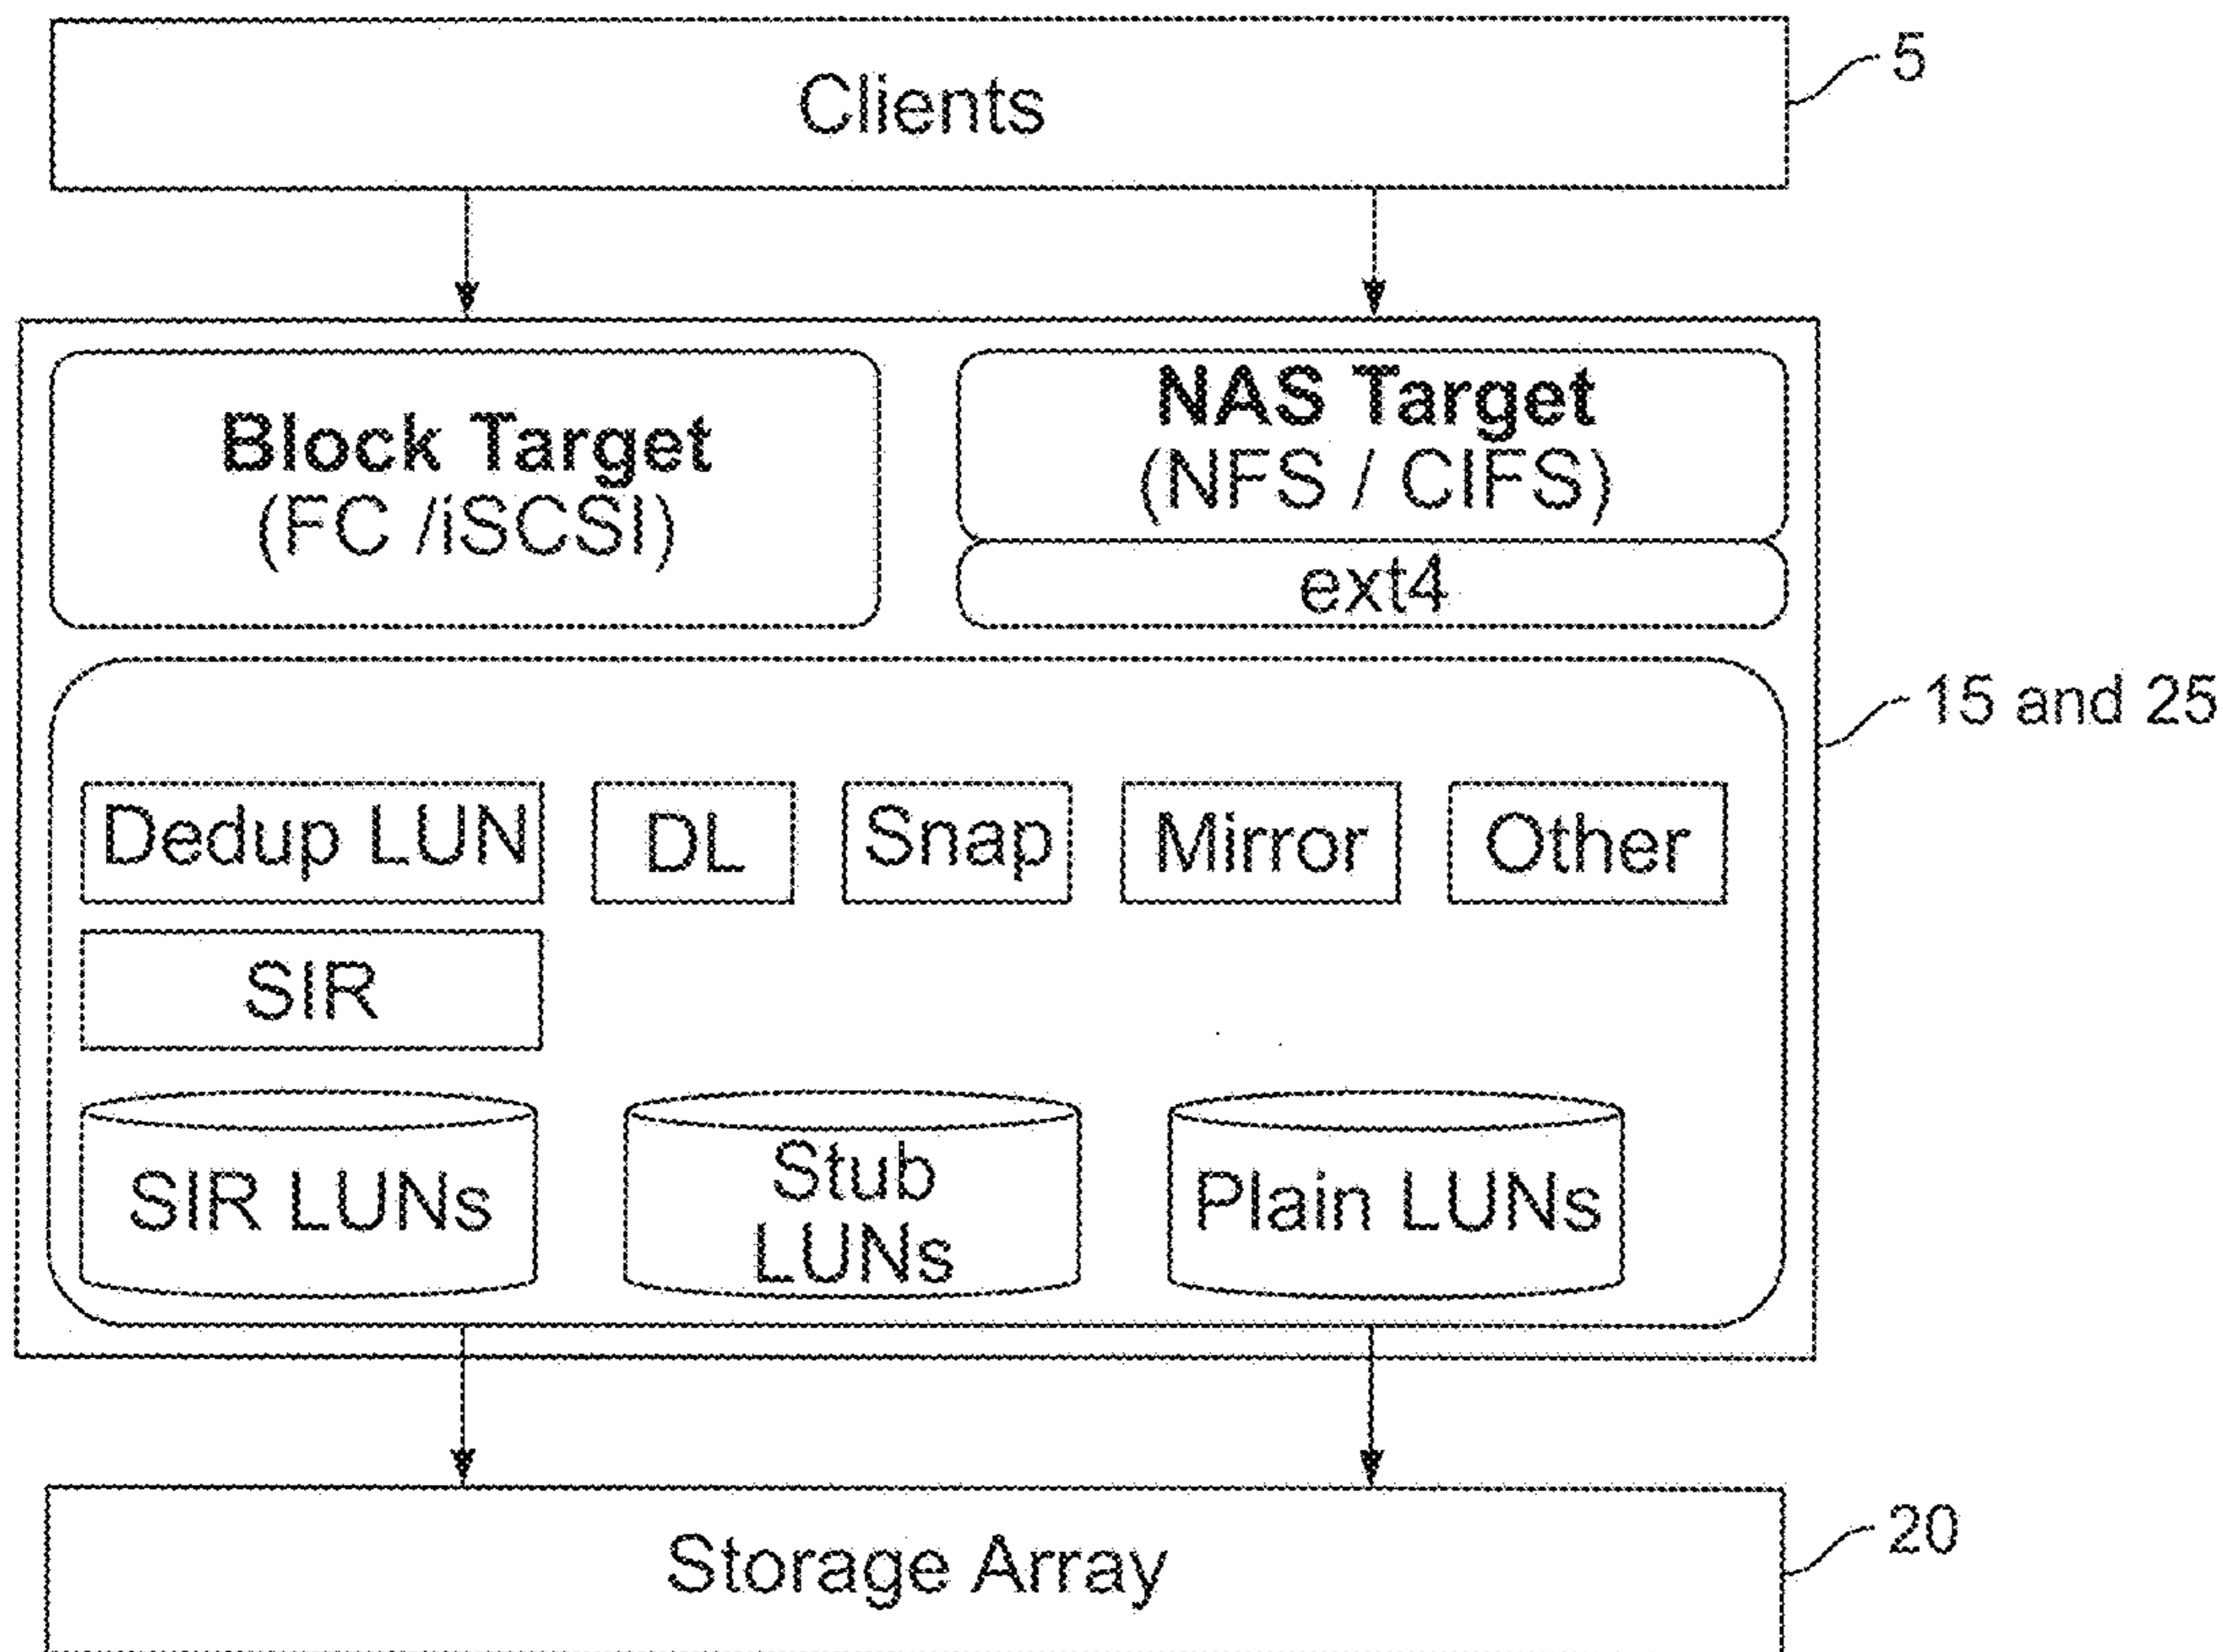 Clients
5
Block Target
(FC /iSCSI)
NAS Target
(NFS / CIFS)
ext4
15 and 25
Dedup LUN
DL
Snap
Mirror
Other
SIR
SIR LUNs
Stub
LUNs
Plain LUNs
Storage Array
20